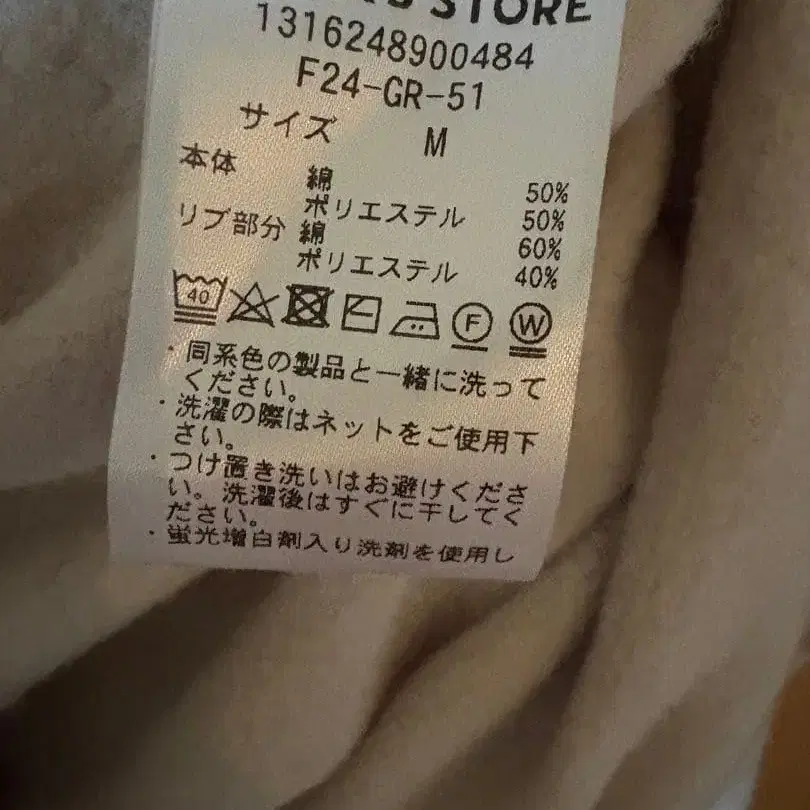 STORE
1316248900484
F24-GR-51
サイズ M
本体 綿 50%
ポリエステル 50%
リブ部分 綿 60%
ポリエステル 40%
40 F W
・同系色の製品と一緒に洗って
ください。
・洗濯の際はネットをご使用下
さい。
・つけ置き洗いはお避けくださ
い。洗濯後はすぐに干してく
ださい。
・蛍光増白剤入り洗剤を使用し